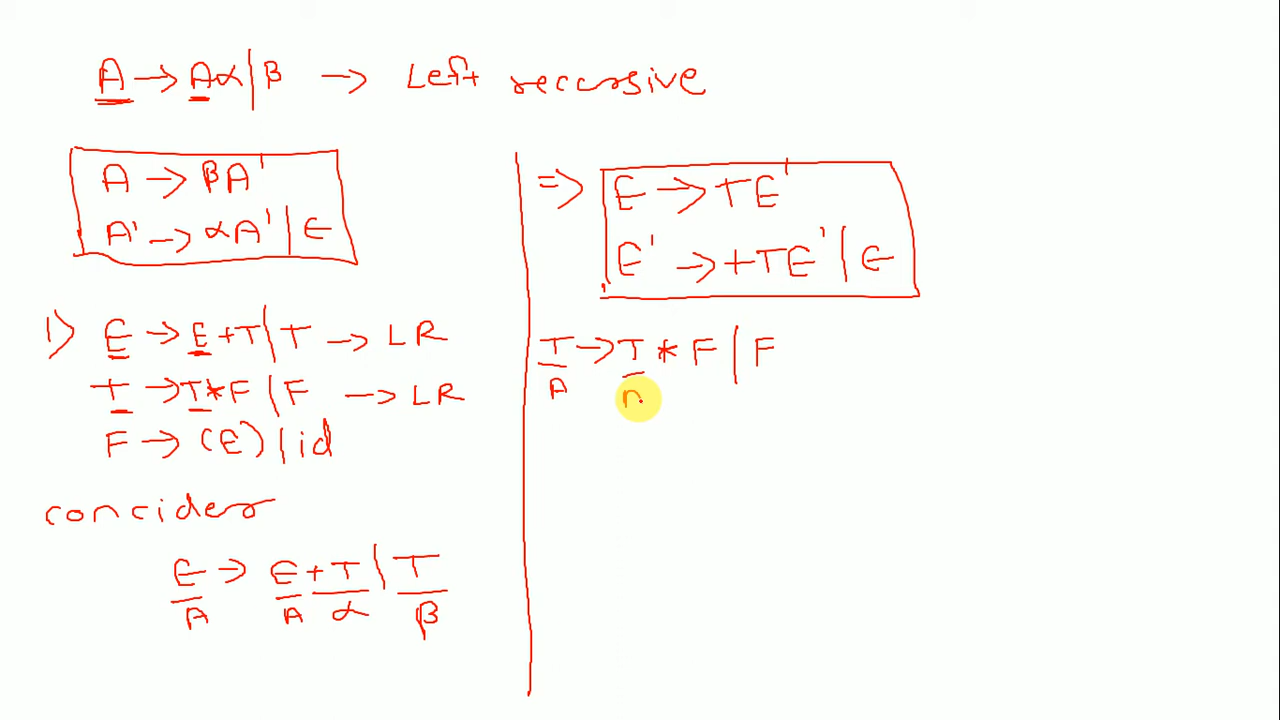 A → Aα | β → Left reccrsive
A → βA'
A' → αA' | ϵ
1) E → E+T | T → LR
T → T*F | F → LR
F → (E) | id
concider
E → E+T | T
A A α β
=> E → TE'
E' → +TE' | ϵ
T → T * F | F
A